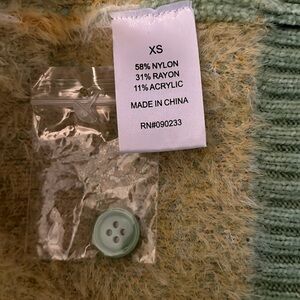 XS
58% NYLON
31% RAYON
11% ACRYLIC
MADE IN CHINA
RN#090233